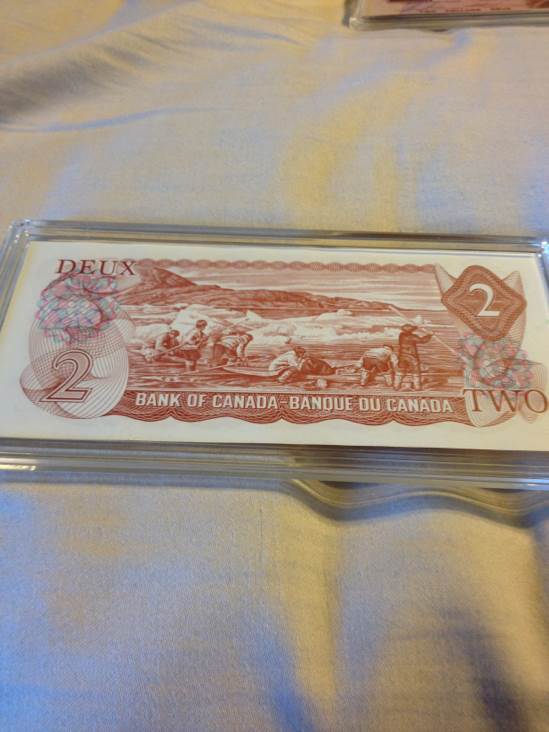 DEUX
2
2
BANK OF CANADA-BANQUE DU CANADA
TWO